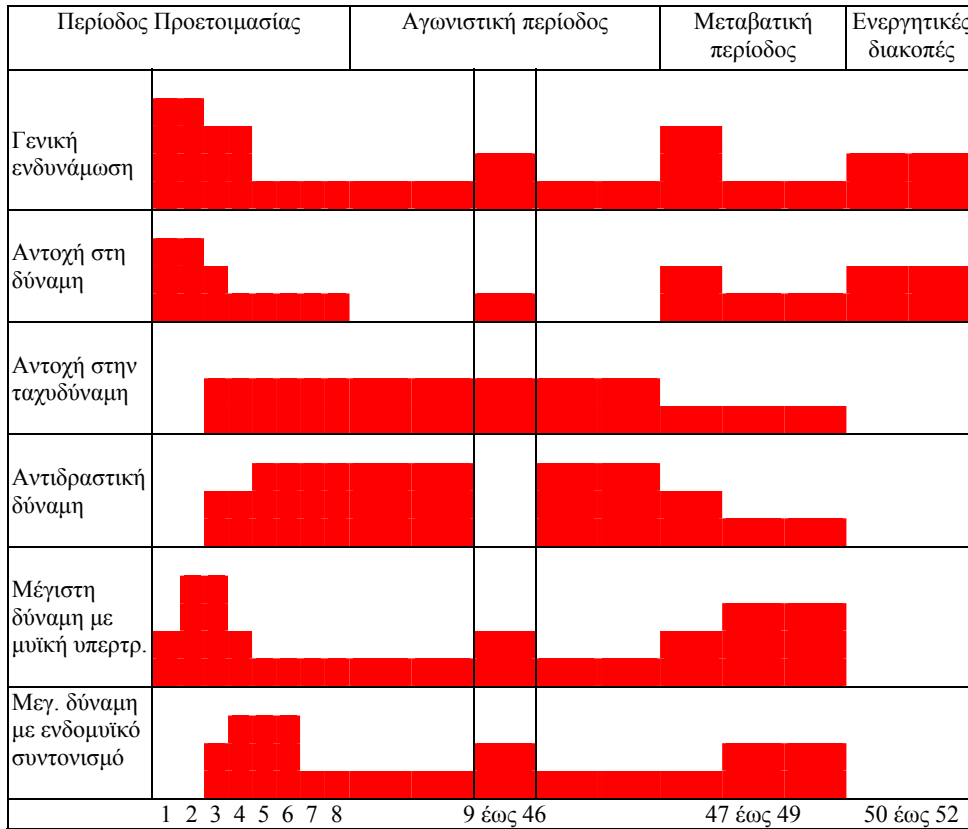 Περίοδος Προετοιμασίας
Αγωνιστική περίοδος
Μεταβατική
περίοδος
Ενεργητικές
διακοπές
Γενική
ενδυνάμωση
Αντοχή στη
δύναμη
Αντοχή στην
ταχυδύναμη
Αντιδραστική
δύναμη
Μέγιστη
δύναμη με
μυϊκή υπερτρ.
Μεγ. δύναμη
με ενδομυϊκό
συντονισμό
1 2 3 4 5 6 7 8
9 έως 46
47 έως 49
50 έως 52